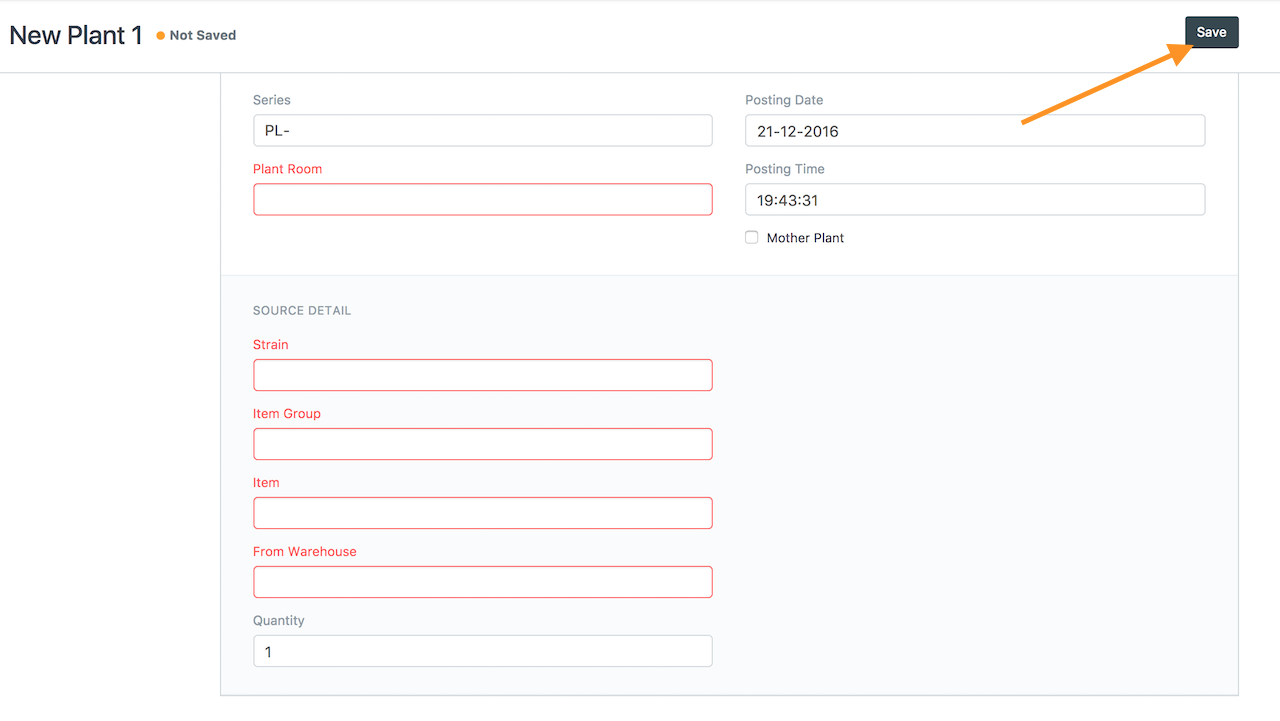 New Plant 1
Not Saved
Save
Series
PL-
Plant Room
Posting Date
21-12-2016
Posting Time
19:43:31
Mother Plant
SOURCE DETAIL
Strain
Item Group
Item
From Warehouse
Quantity
1